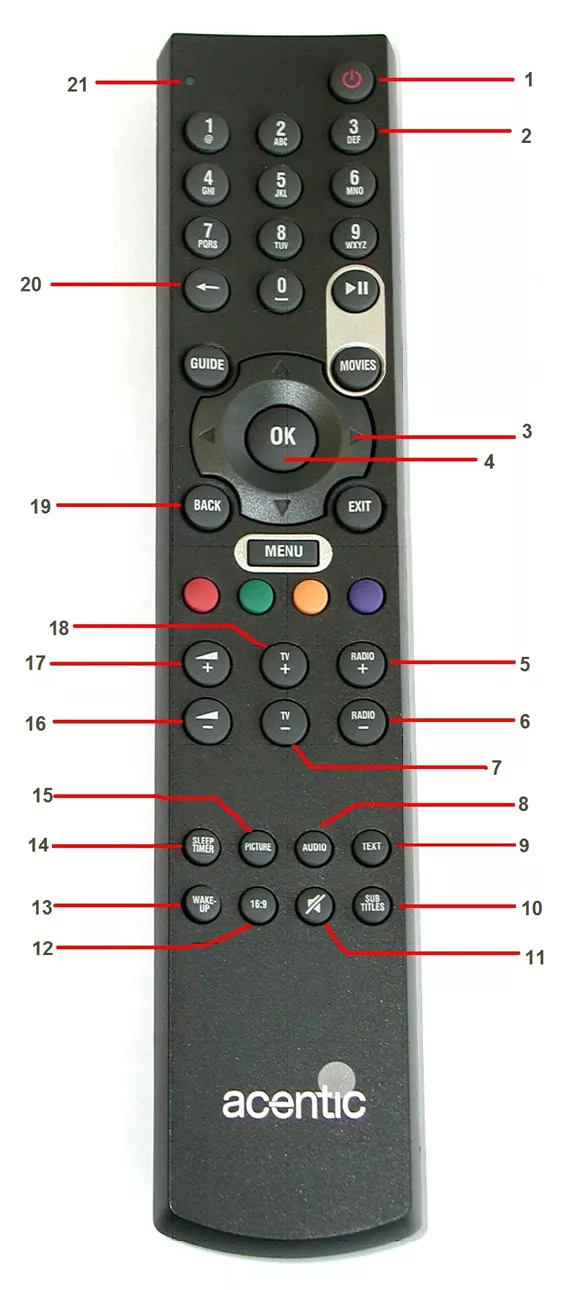 21
1
1
@
2
ABC
3
DEF
2
4
GHI
5
JKL
6
MNO
7
PQRS
8
TUV
9
WXYZ
20
0
GUIDE
MOVIES
OK
3
4
19
BACK
EXIT
MENU
18
17
+
TV
+
RADIO
+
5
16
−
TV
−
RADIO
−
6
7
15
8
14
SLEEP
TIMER
PICTURE
AUDIO
TEXT
9
13
WAKE-
UP
16:9
SUB
TITLES
10
12
11
acentic